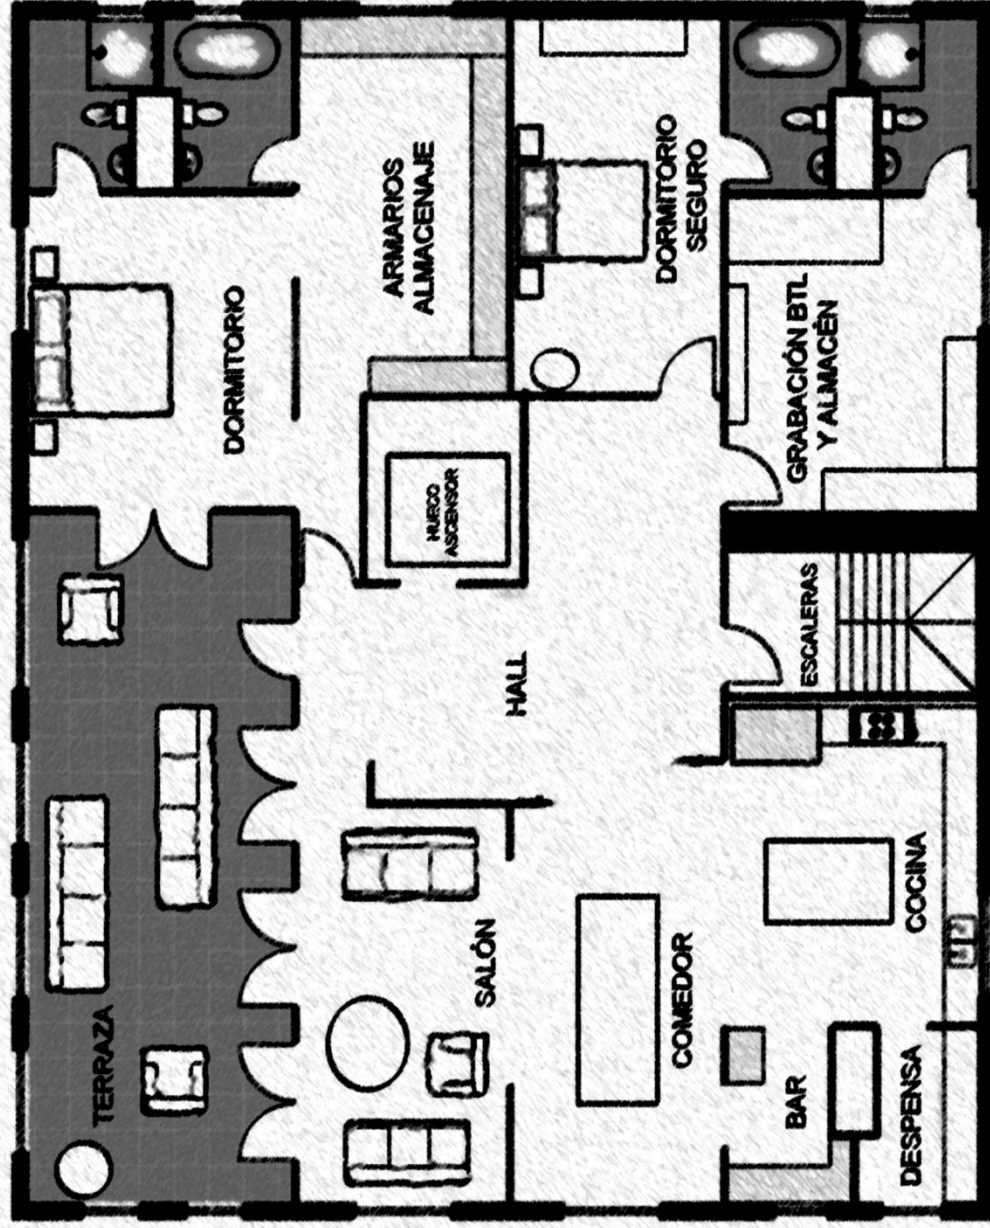 ARMARIOS
ALMACENAJE
DORMITORIO
SEGURO
DORMITORIO
GRABACIÓN BTL
Y ALMACÉN
HUECO
ASCENSOR
ESCALERAS
HALL
COCINA
SALÓN
COMEDOR
TERRAZA
BAR
DESPENSA